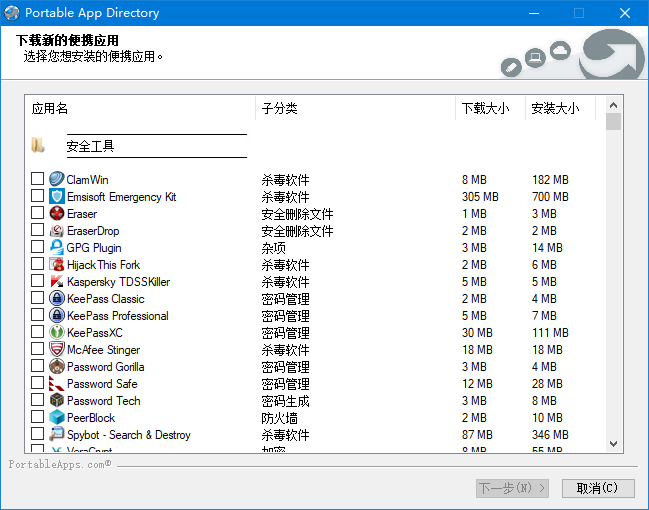 Portable App Directory
下载新的便携应用
选择您想安装的便携应用。
应用名 子分类 下载大小 安装大小
安全工具
ClamWin 杀毒软件 8 MB 182 MB
Emsisoft Emergency Kit 杀毒软件 305 MB 700 MB
Eraser 安全删除文件 1 MB 3 MB
EraserDrop 安全删除文件 2 MB 2 MB
GPG Plugin 杂项 3 MB 14 MB
HijackThis Fork 杀毒软件 2 MB 6 MB
Kaspersky TDSSKiller 杀毒软件 5 MB 5 MB
KeePass Classic 密码管理 2 MB 4 MB
KeePass Professional 密码管理 5 MB 7 MB
KeePassXC 密码管理 30 MB 111 MB
McAfee Stinger 杀毒软件 18 MB 18 MB
Password Gorilla 密码管理 3 MB 4 MB
Password Safe 密码管理 12 MB 28 MB
Password Tech 密码生成 3 MB 8 MB
PeerBlock 防火墙 2 MB 10 MB
Spybot - Search & Destroy 杀毒软件 87 MB 346 MB
VeraCrypt 加密 8 MB 55 MB
PortableApps.com®
下一步(N) > 取消(C)